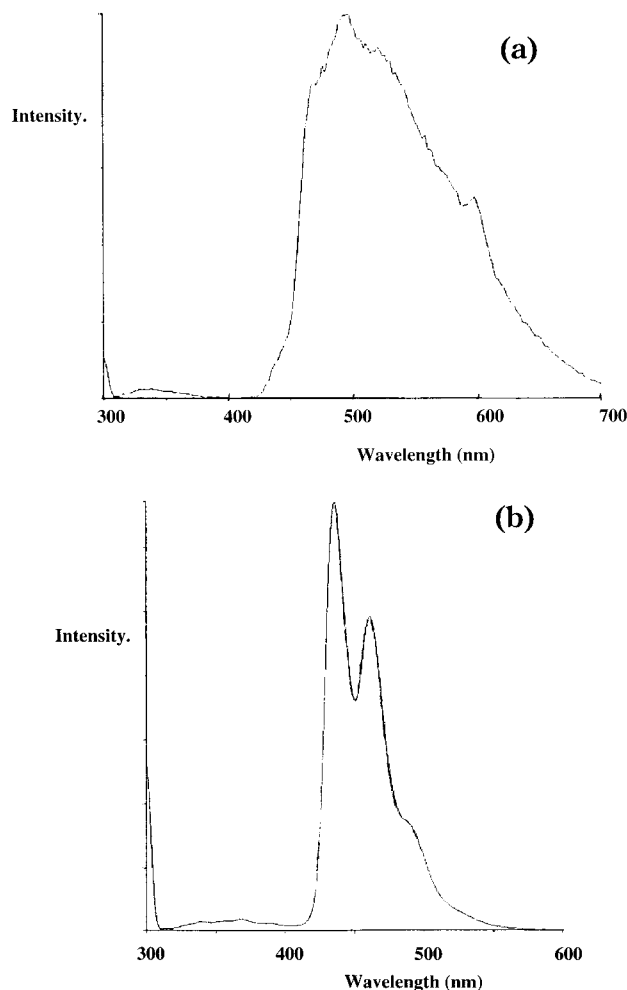 (a)
Intensity.
300 400 500 600 700
Wavelength (nm)
(b)
Intensity.
300 400 500 600
Wavelength (nm)